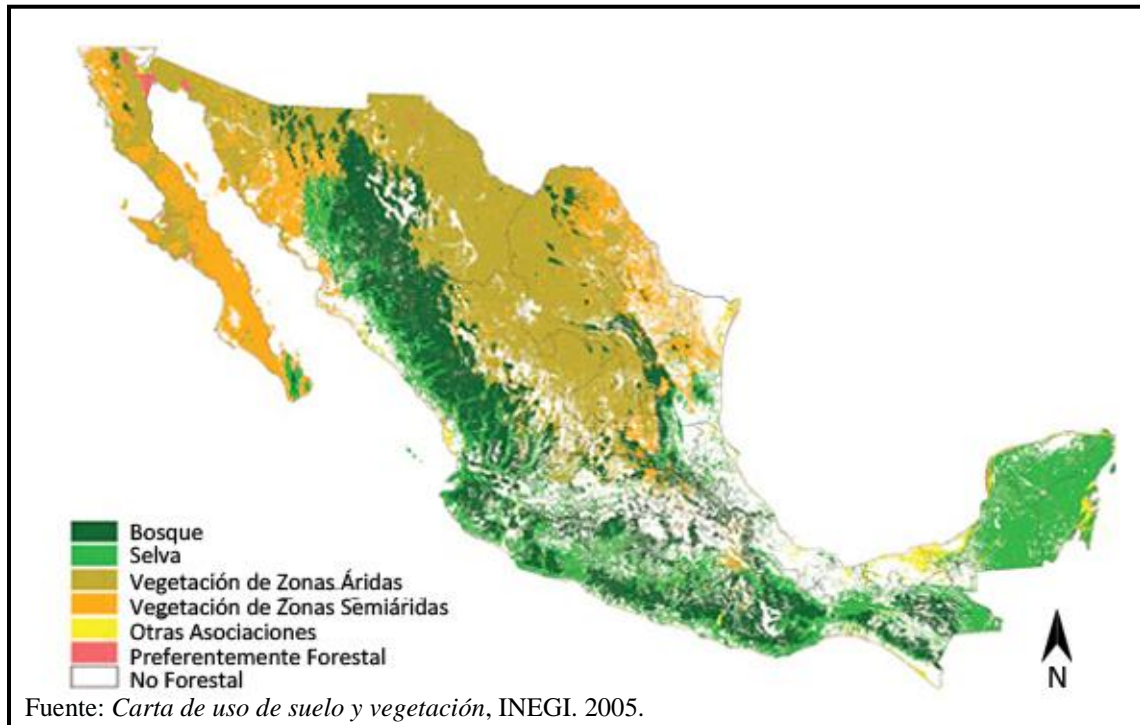 Bosque
Selva
Vegetación de Zonas Áridas
Vegetación de Zonas Semiáridas
Otras Asociaciones
Preferentemente Forestal
No Forestal
N
Fuente: Carta de uso de suelo y vegetación, INEGI. 2005.